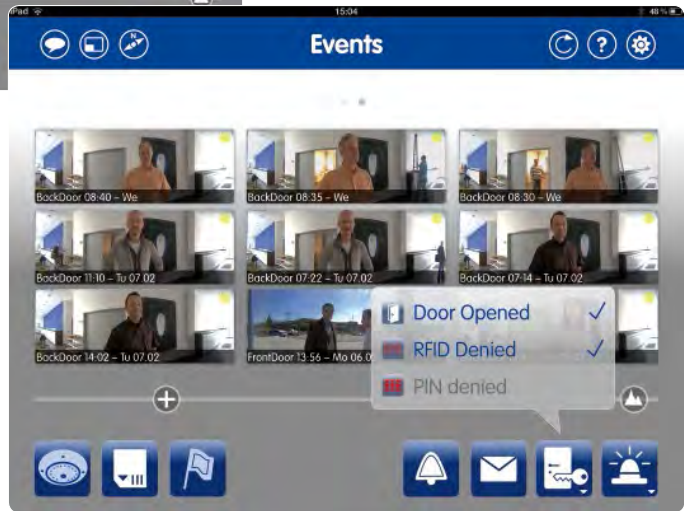 iPad 15:04 48 %
Events
N
?
BackDoor 08:40 – We
BackDoor 08:35 – We
BackDoor 08:30 – We
BackDoor 11:10 – Tu 07.02
BackDoor 07:22 – Tu 07.02
BackDoor 07:14 – Tu 07.02
BackDoor 14:02 – Tu 07.02
FrontDoor 13:56 – Mo 06.0
Door Opened
RFID Denied
PIN denied